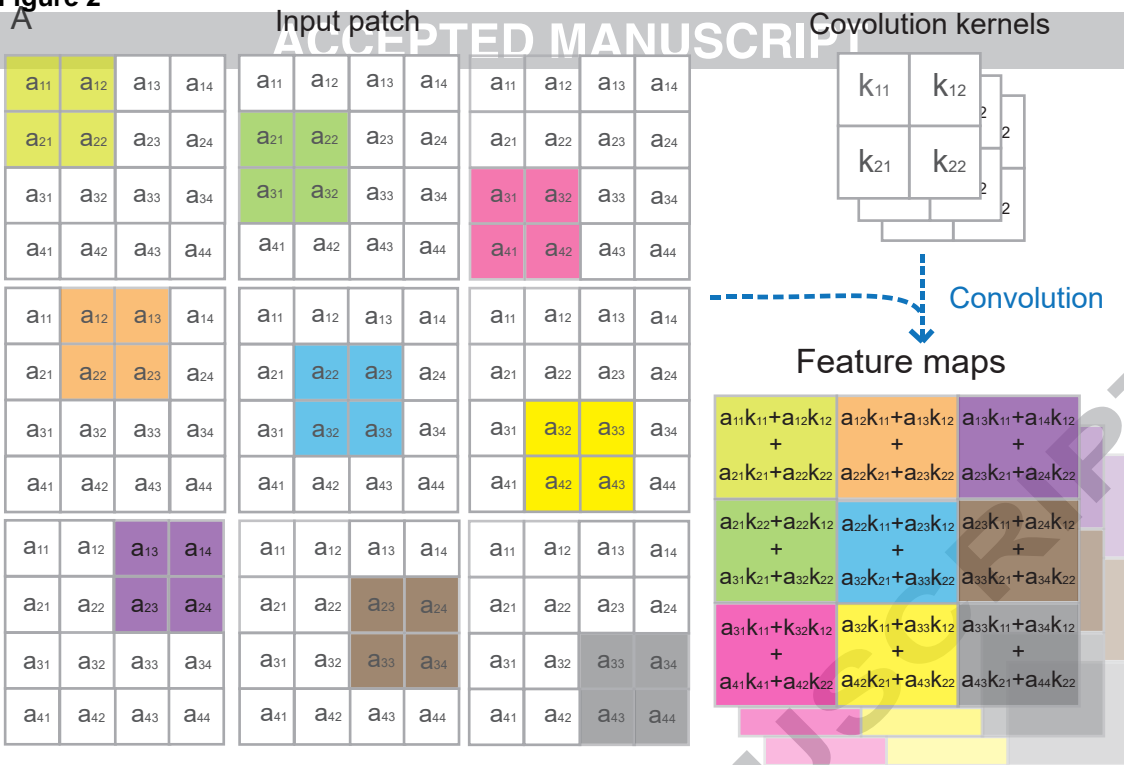 Figure 2
A
Input patch
Covolution kernels
ACCEPTED MANUSCRIPT
a11 a12 a13 a14
a21 a22 a23 a24
a31 a32 a33 a34
a41 a42 a43 a44
a11 a12 a13 a14
a21 a22 a23 a24
a31 a32 a33 a34
a41 a42 a43 a44
a11 a12 a13 a14
a21 a22 a23 a24
a31 a32 a33 a34
a41 a42 a43 a44
k11 k12
k21 k22
2
2
2
2
a11 a12 a13 a14
a21 a22 a23 a24
a31 a32 a33 a34
a41 a42 a43 a44
a11 a12 a13 a14
a21 a22 a23 a24
a31 a32 a33 a34
a41 a42 a43 a44
a11 a12 a13 a14
a21 a22 a23 a24
a31 a32 a33 a34
a41 a42 a43 a44
Convolution
a11 a12 a13 a14
a21 a22 a23 a24
a31 a32 a33 a34
a41 a42 a43 a44
a11 a12 a13 a14
a21 a22 a23 a24
a31 a32 a33 a34
a41 a42 a43 a44
a11 a12 a13 a14
a21 a22 a23 a24
a31 a32 a33 a34
a41 a42 a43 a44
Feature maps
a11k11+a12k12 a12k11+a13k12 a13k11+a14k12
+ + +
a21k21+a22k22 a22k21+a23k22 a23k21+a24k22
a21k22+a22k12 a22k11+a23k12 a23k11+a24k12
+ + +
a31k21+a32k22 a32k21+a33k22 a33k21+a34k22
a31k11+k32k12 a32k11+a33k12 a33k11+a34k12
+ + +
a41k41+a42k22 a42k21+a43k22 a43k21+a44k22